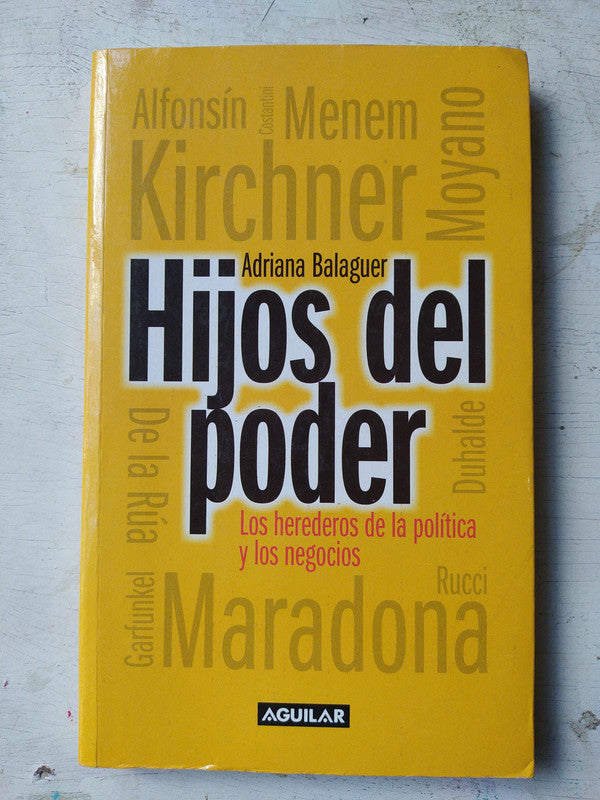 Alfonsín
Costantini
Menem
Moyano
Kirchner
Adriana Balaguer
Hijos del
poder
De la Rúa
Duhalde
Los herederos de la política
y los negocios
Garfunkel
Rucci
Maradona
AGUILAR